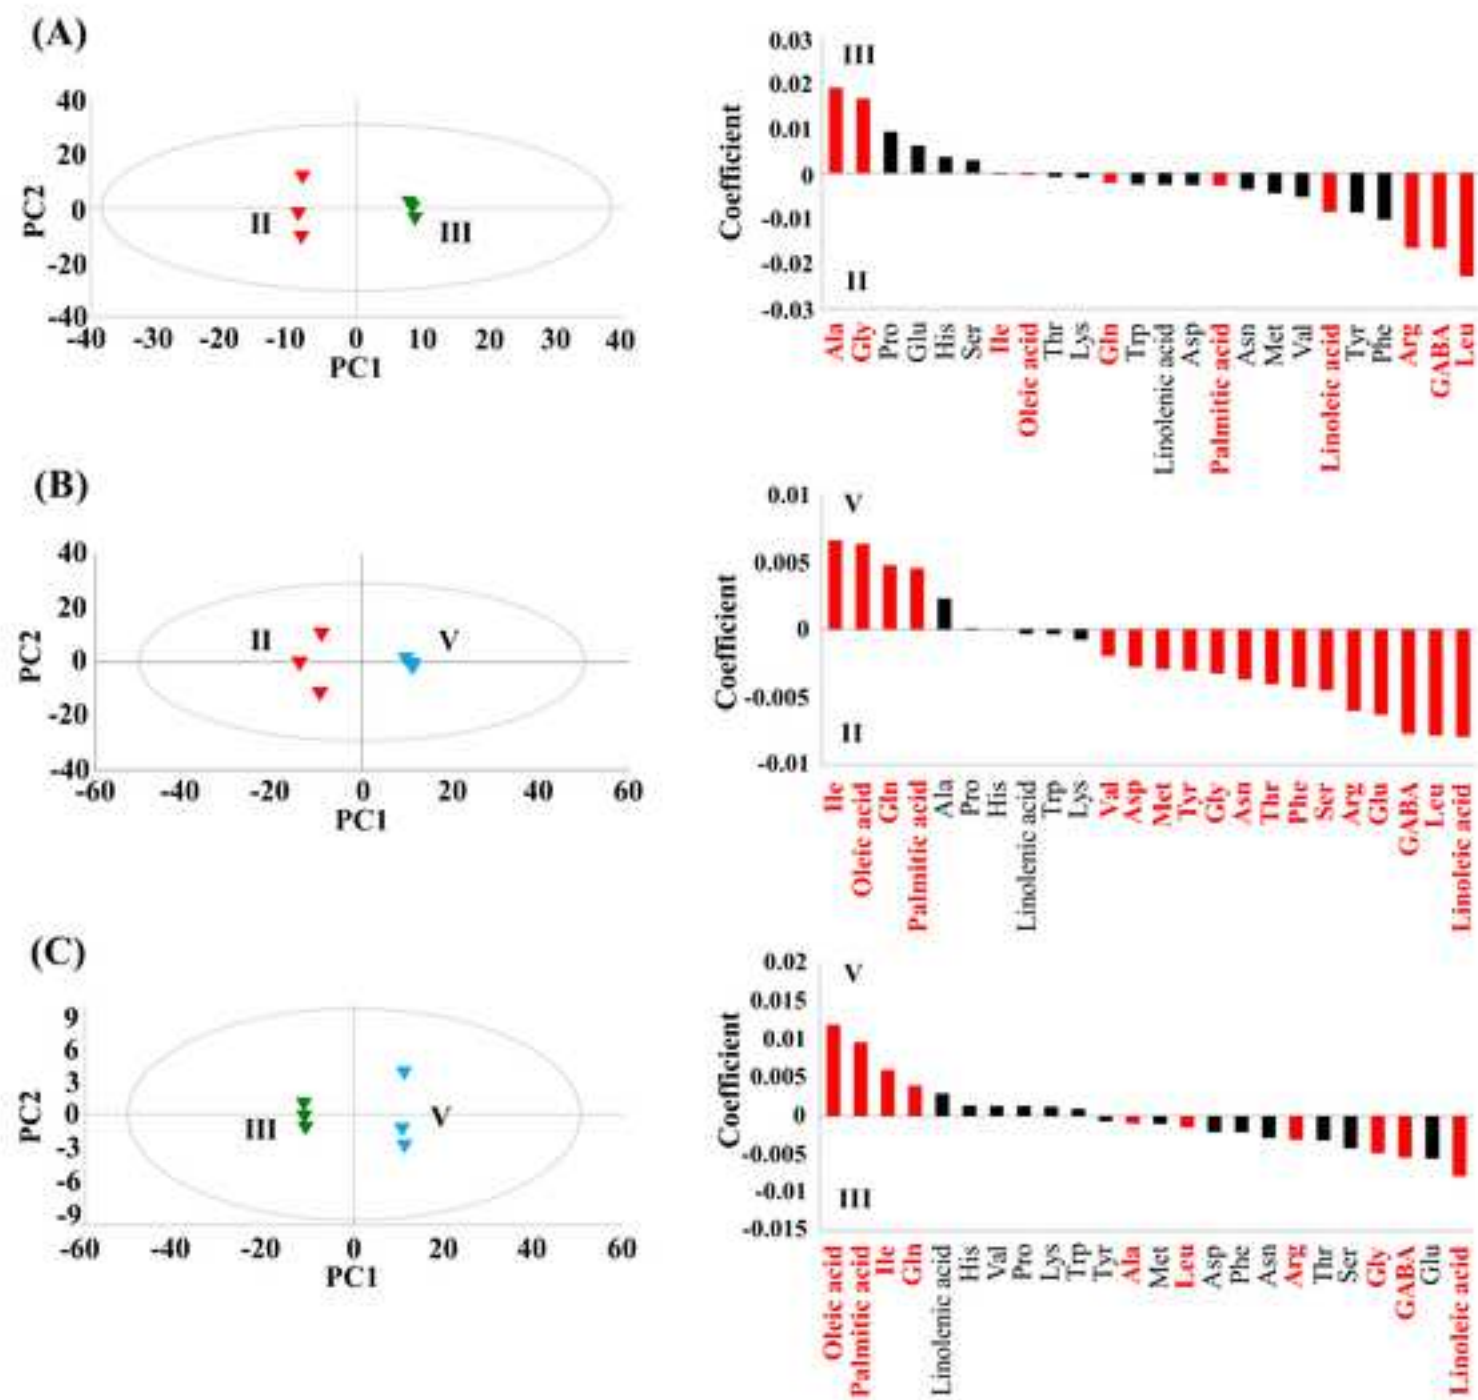 (A)
40
20
0
-20
-40
PC2
II
III
-40 -30 -20 -10 0 10 20 30 40
PC1
0.03
0.02
0.01
0
-0.01
-0.02
-0.03
Coefficient
III
II
Ala
Gly
Pro
Glu
His
Ser
Ile
Oleic acid
Thr
Lys
Gln
Trp
Linolenic acid
Asp
Palmitic acid
Asn
Met
Val
Linoleic acid
Tyr
Phe
Arg
GABA
Leu
(B)
40
20
0
-20
-40
PC2
II
V
-60 -40 -20 0 20 40 60
PC1
0.01
0.005
0
-0.005
-0.01
Coefficient
V
II
Ile
Oleic acid
Gln
Palmitic acid
Ala
Pro
His
Linolenic acid
Trp
Lys
Val
Asp
Met
Tyr
Gly
Asn
Thr
Phe
Ser
Arg
Glu
GABA
Leu
Linoleic acid
(C)
9
6
3
0
-3
-6
-9
PC2
III
V
-60 -40 -20 0 20 40 60
PC1
0.02
0.015
0.01
0.005
0
-0.005
-0.01
-0.015
Coefficient
V
III
Oleic acid
Palmitic acid
Ile
Gln
Linolenic acid
His
Val
Pro
Lys
Trp
Tyr
Ala
Met
Leu
Asp
Phe
Asn
Arg
Thr
Ser
Gly
GABA
Glu
Linoleic acid